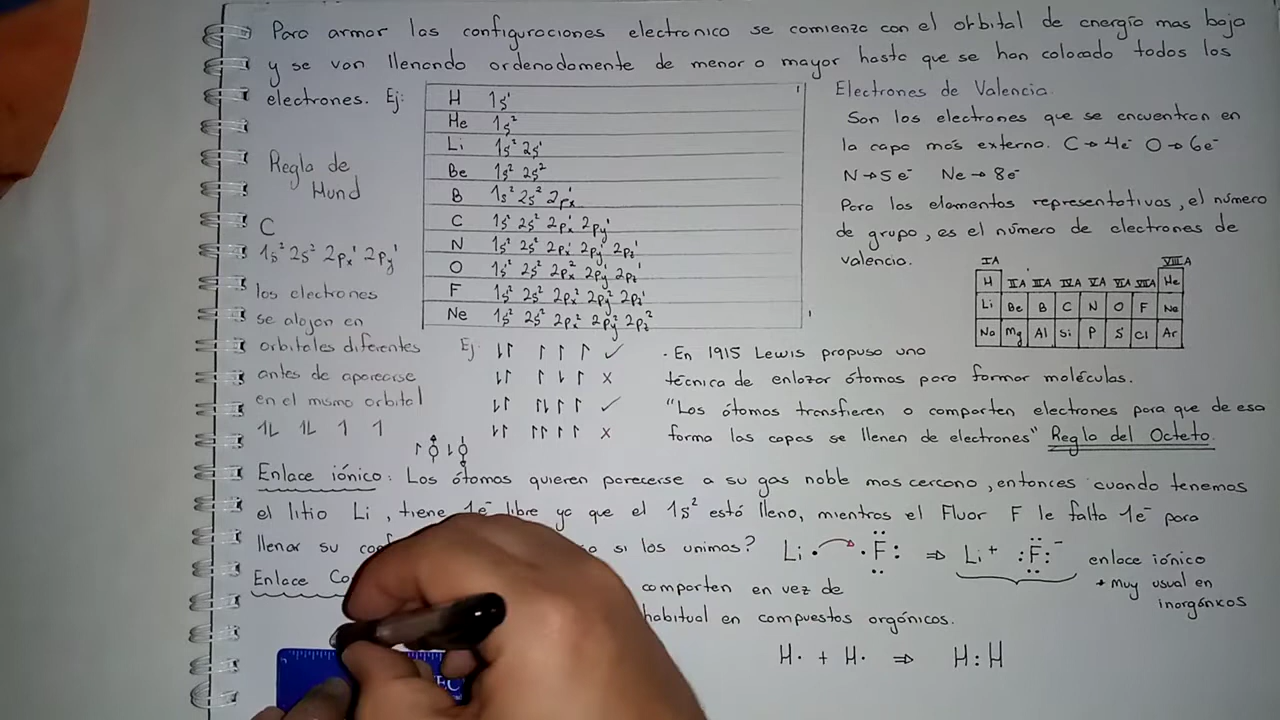 Para armar las configuraciones electronica se comienza con el orbital de energía mas bajo
y se van llenando ordenadamente de menor a mayor hasta que se han colocado todos los
electrones. Ej:
H 1s¹
He 1s²
Li 1s² 2s¹
Be 1s² 2s²
B 1s² 2s² 2px¹
C 1s² 2s² 2px¹ 2py¹
N 1s² 2s² 2px¹ 2py¹ 2pz¹
O 1s² 2s² 2px² 2py¹ 2pz¹
F 1s² 2s² 2px² 2py² 2pz¹
Ne 1s² 2s² 2px² 2py² 2pz²
Regla de
Hund
C
1s² 2s² 2px¹ 2py¹
los electrones
se alojan en
orbitales diferentes
antes de aparearse
en el mismo orbital
1L 1L 1 1
Ej: ⇃↾ ↾ ↾ ↾ ✓
⇃↾ ↾ ⇂ ↾ x
⇃↾ ↾⇃ ↾ ↾ ✓
⇃↾ ↾↾ ↾ ↾ x
Electrones de Valencia
Son los electrones que se encuentran en
la capa más externa. C→4e⁻ O→6e⁻
N→5e⁻ Ne→8e⁻
Para los elementos representativos, el número
de grupo, es el número de electrones de
valencia.
IA VIIIA
H IIA IIIA IVA VA VIA VIIA He
Li Be B C N O F Ne
Na Mg Al Si P S Cl Ar
· En 1915 Lewis propuso una
técnica de enlazar átomos para formar moléculas.
"Los átomos transfieren o comparten electrones para que de esa
forma las capas se llenen de electrones" Regla del Octeto.
Enlace iónico: Los átomos quieren parecerse a su gas noble mas cercano, entonces cuando tenemos
el litio Li, tiene 1e⁻ libre ya que el 1s² está lleno, mientras el Fluor F le falta 1e⁻ para
llenar su si los unimos? Li· ·F: ⇒ Li⁺ :F:⁻ enlace iónico
Enlace comparten en vez de
* muy usual en
inorgánicos
habitual en compuestos orgánicos.
H· + H· ⇒ H:H